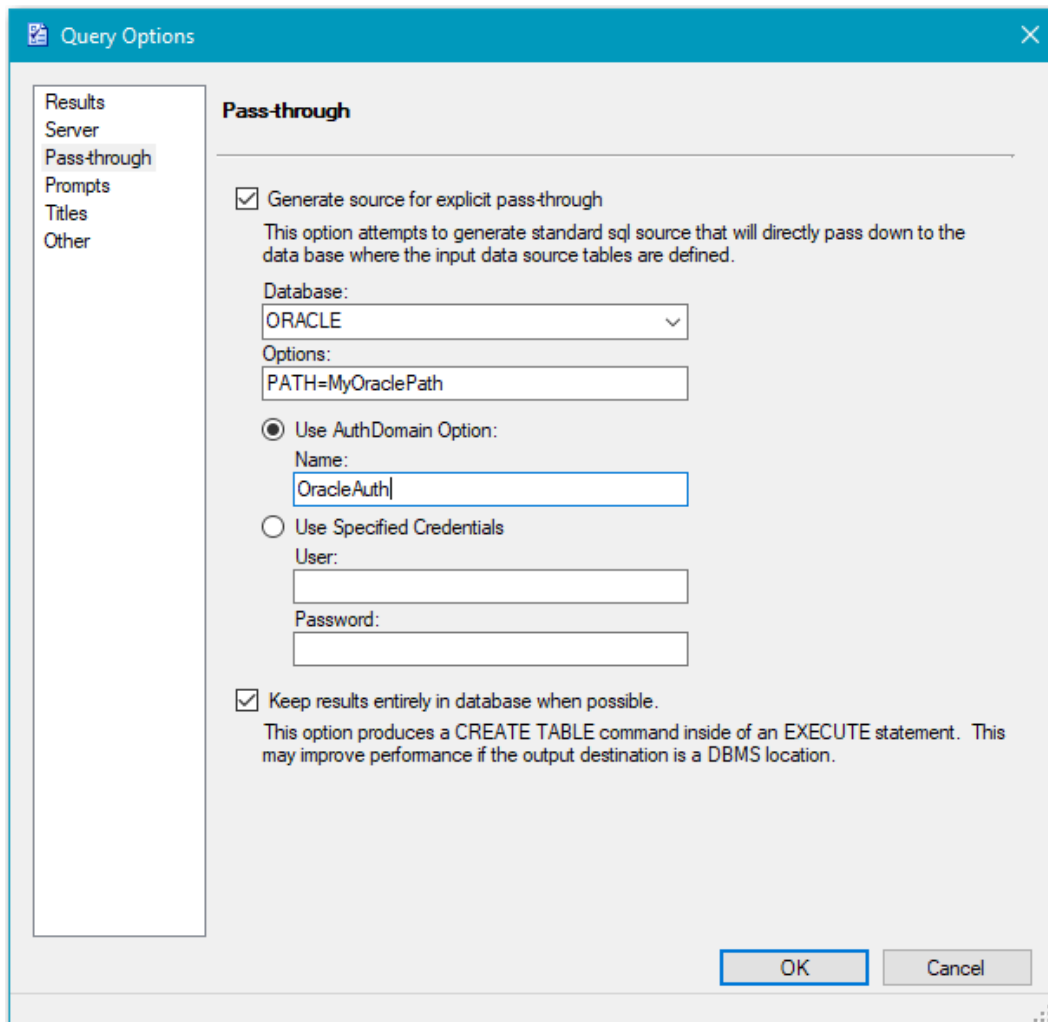 Query Options
Results
Server
Pass-through
Prompts
Titles
Other
Pass-through
Generate source for explicit pass-through
This option attempts to generate standard sql source that will directly pass down to the
data base where the input data source tables are defined.
Database:
ORACLE
Options:
PATH=MyOraclePath
Use AuthDomain Option:
Name:
OracleAuth
Use Specified Credentials
User:
Password:
Keep results entirely in database when possible.
This option produces a CREATE TABLE command inside of an EXECUTE statement.  This
may improve performance if the output destination is a DBMS location.
OK
Cancel